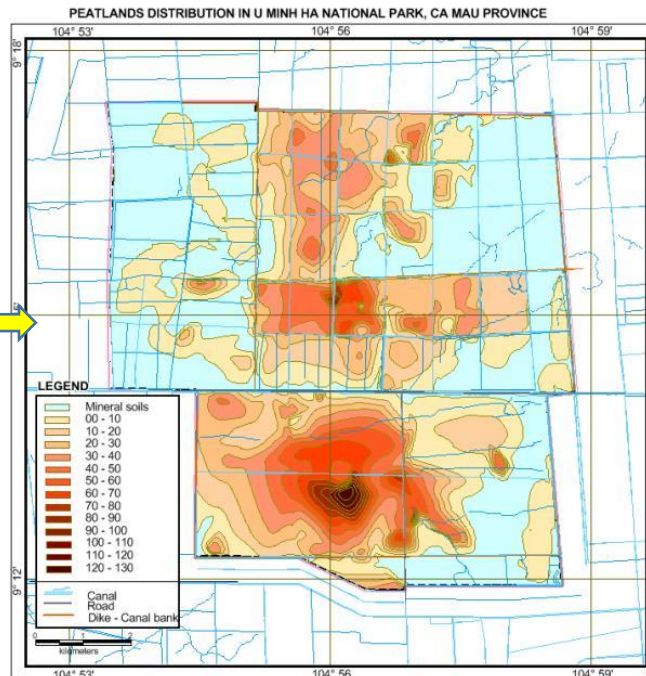 PEATLANDS DISTRIBUTION IN U MINH HA NATIONAL PARK, CA MAU PROVINCE
104° 53' 104° 56' 104° 59'
9° 18'
LEGEND
Mineral soils
00 - 10
10 - 20
20 - 30
30 - 40
40 - 50
50 - 60
60 - 70
70 - 80
80 - 90
90 - 100
100 - 110
110 - 120
120 - 130
Canal
Road
Dike - Canal bank
0 1 2
kilometers
9° 12'
104° 53' 104° 56' 104° 59'